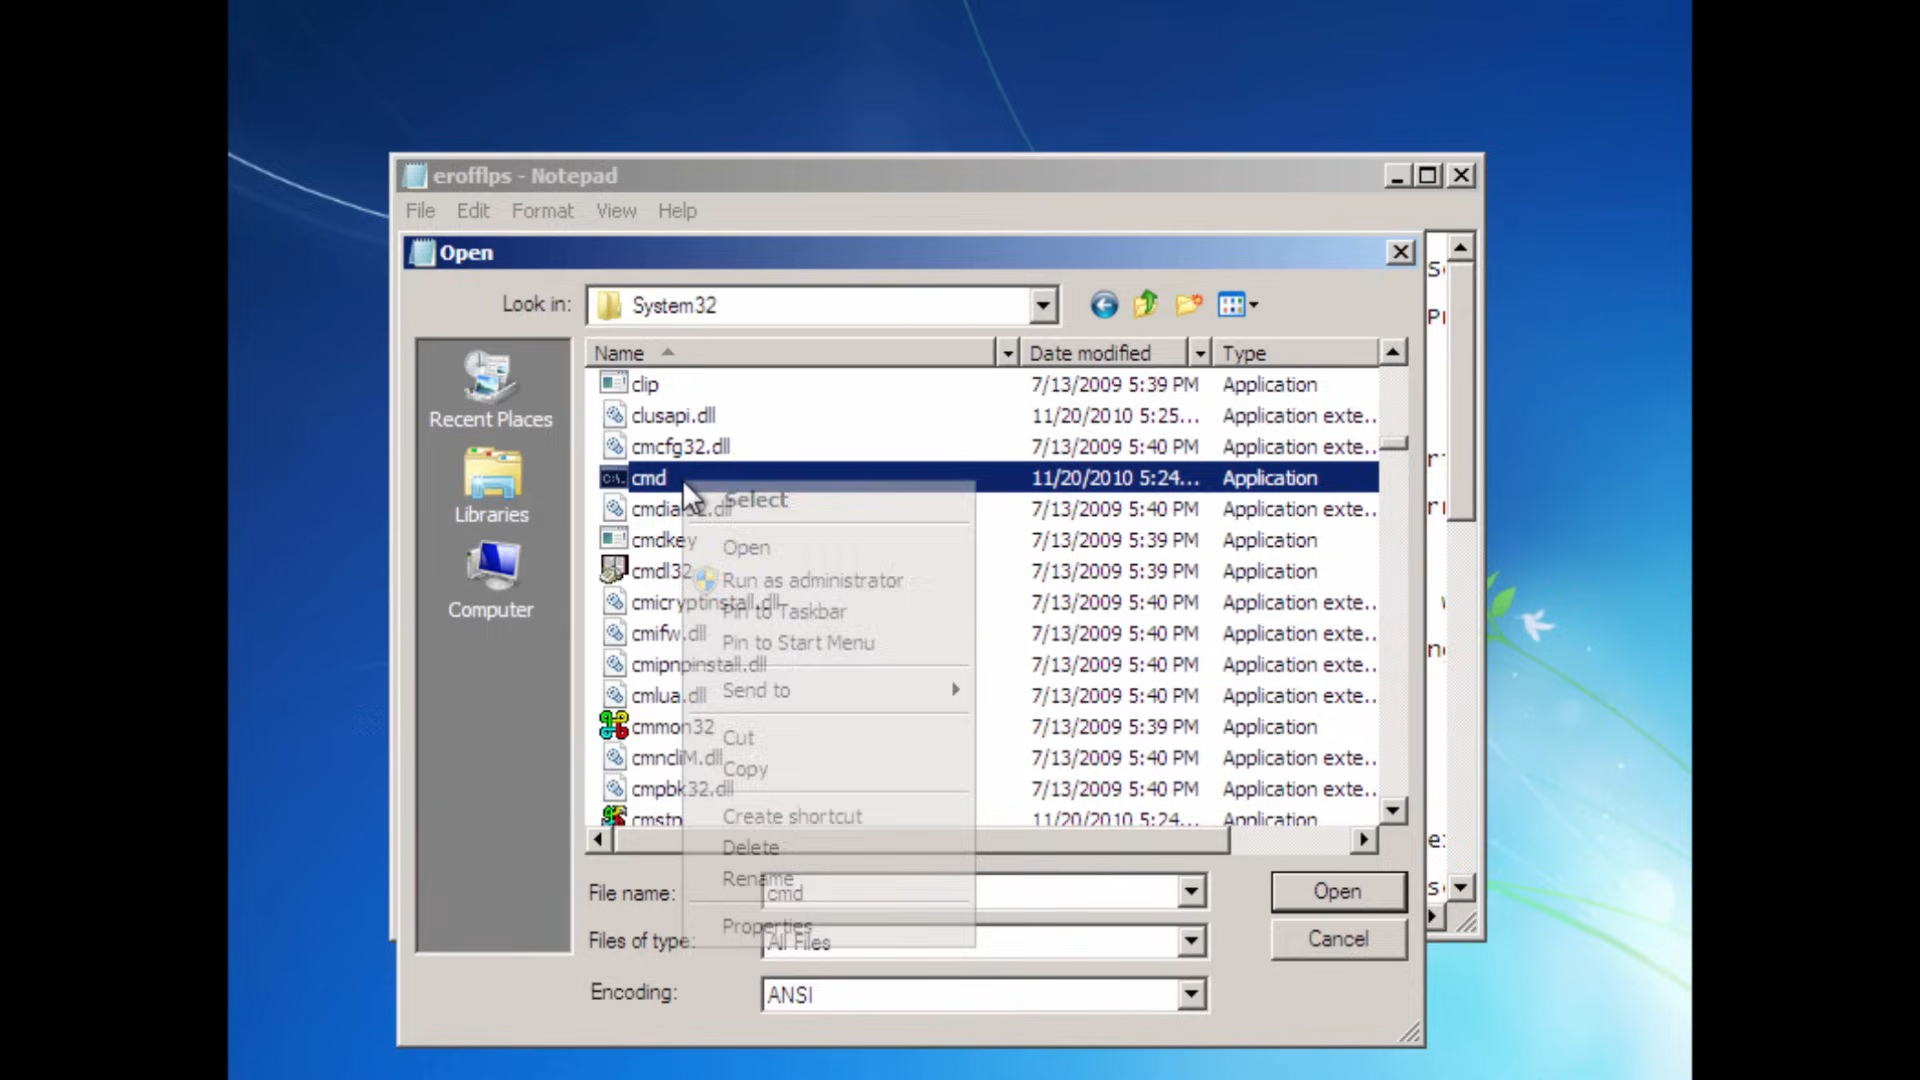 erofflps - Notepad
File Edit Format View Help
Open
Look in: System32
Name Date modified Type
clip 7/13/2009 5:39 PM Application
clusapi.dll 11/20/2010 5:25... Application exte..
cmcfg32.dll 7/13/2009 5:40 PM Application exte..
cmd 11/20/2010 5:24... Application
cmdial32.dll 7/13/2009 5:40 PM Application exte..
cmdkey 7/13/2009 5:39 PM Application
cmdl32 7/13/2009 5:39 PM Application
cmicryptinstall.dll 7/13/2009 5:40 PM Application exte..
cmifw.dll 7/13/2009 5:40 PM Application exte..
cmipnpinstall.dll 7/13/2009 5:40 PM Application exte..
cmlua.dll 7/13/2009 5:40 PM Application exte..
cmmon32 7/13/2009 5:39 PM Application
cmncliM.dll 7/13/2009 5:40 PM Application exte..
cmpbk32.dll 7/13/2009 5:40 PM Application exte..
cmstp 11/20/2010 5:24... Application
Recent Places
Libraries
Computer
Select
Open
Run as administrator
Pin to Taskbar
Pin to Start Menu
Send to
Cut
Copy
Create shortcut
Delete
Rename
Properties
File name: cmd
Open
Files of type: All Files
Cancel
Encoding: ANSI